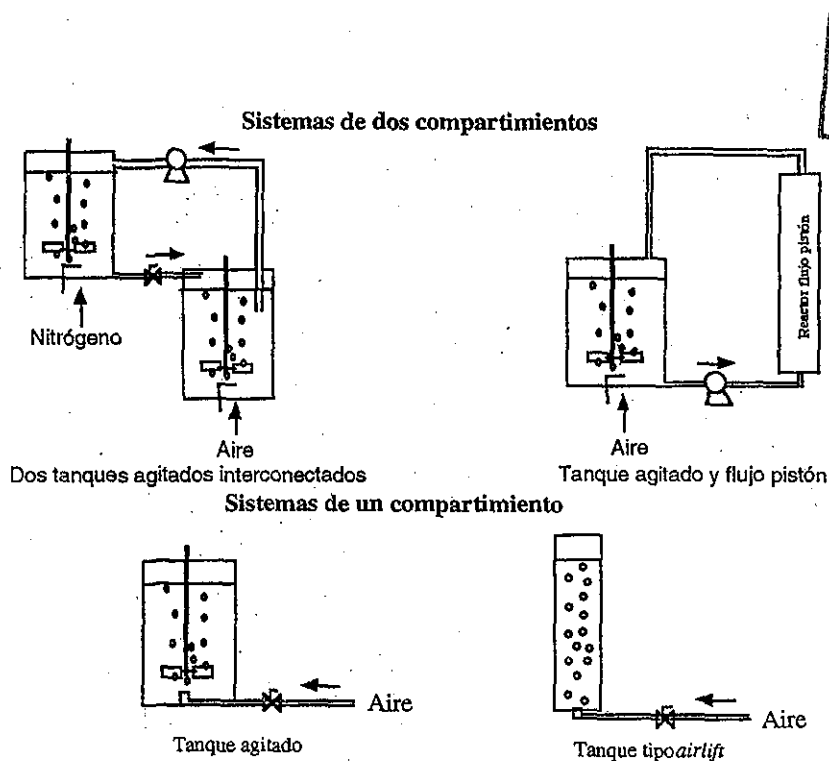 Sistemas de dos compartimientos
Nitrógeno
Aire
Dos tanques agitados interconectados
Reactor flujo pistón
Aire
Tanque agitado y flujo pistón
Sistemas de un compartimiento
Aire
Tanque agitado
Aire
Tanque tipo airlift